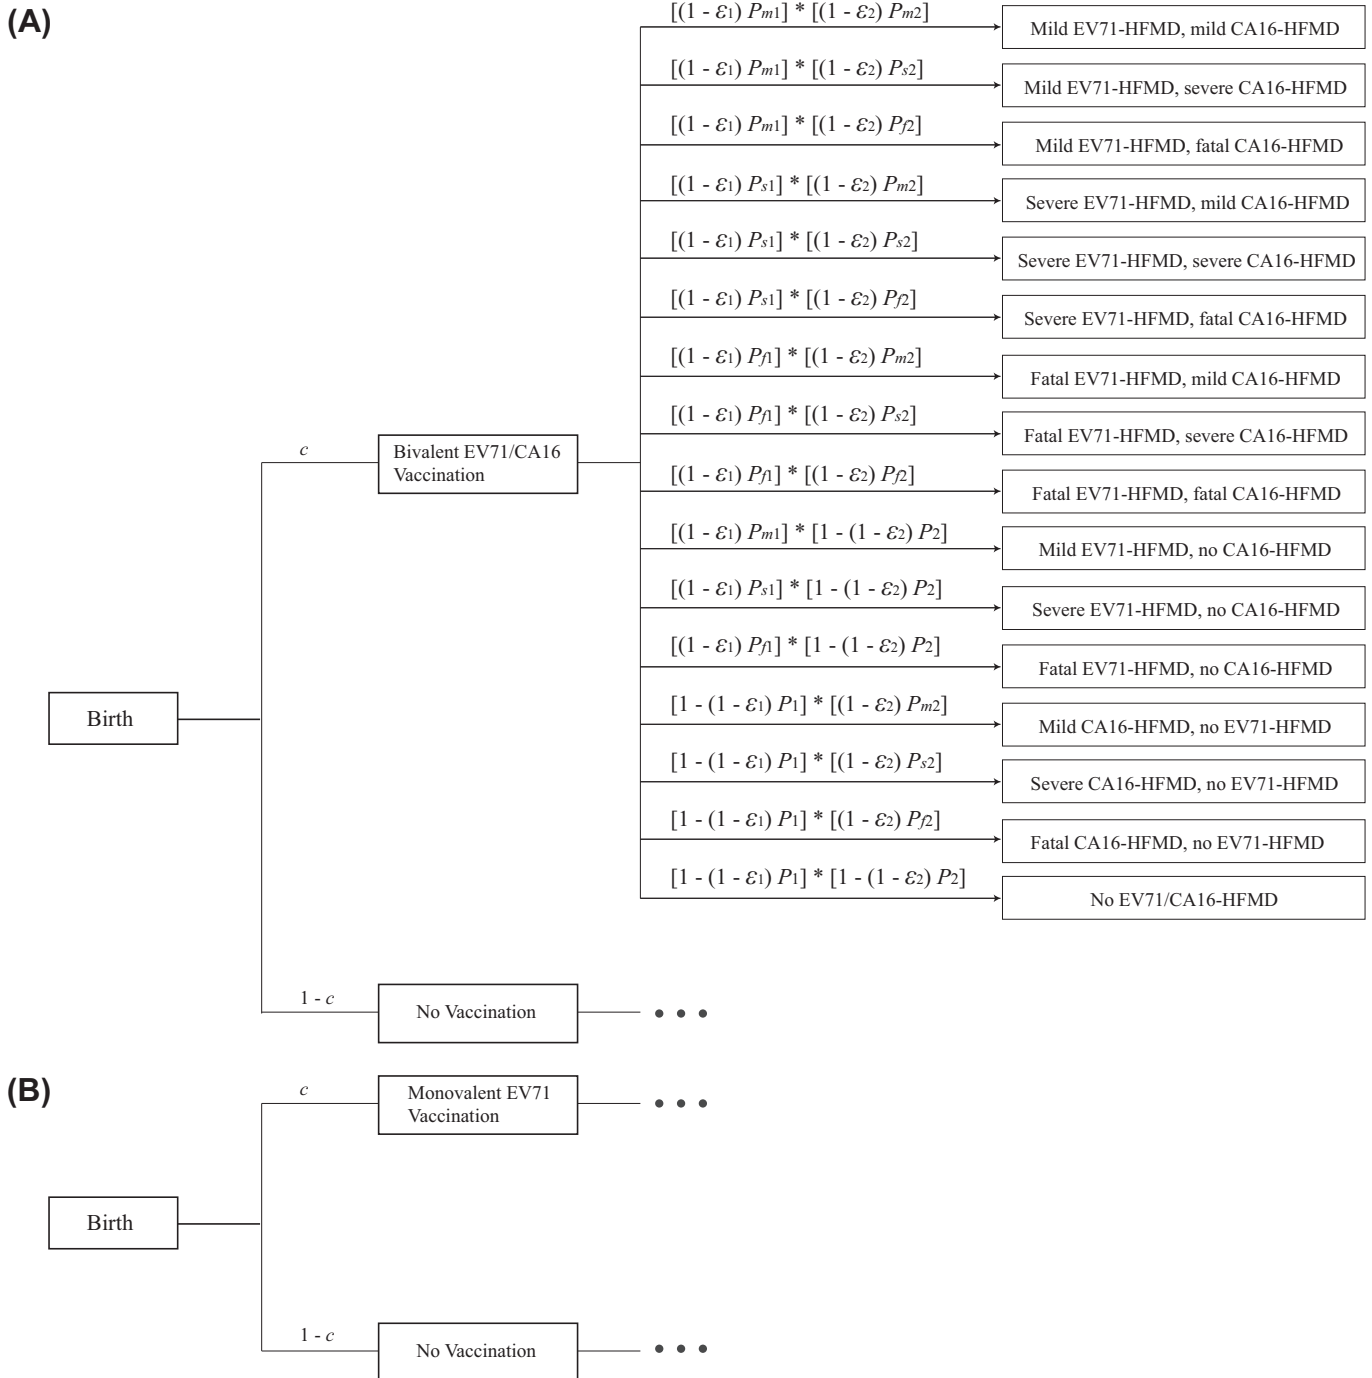 (A)
[(1 - ε1) Pm1] * [(1 - ε2) Pm2]
Mild EV71-HFMD, mild CA16-HFMD
[(1 - ε1) Pm1] * [(1 - ε2) Ps2]
Mild EV71-HFMD, severe CA16-HFMD
[(1 - ε1) Pm1] * [(1 - ε2) Pf2]
Mild EV71-HFMD, fatal CA16-HFMD
[(1 - ε1) Ps1] * [(1 - ε2) Pm2]
Severe EV71-HFMD, mild CA16-HFMD
[(1 - ε1) Ps1] * [(1 - ε2) Ps2]
Severe EV71-HFMD, severe CA16-HFMD
[(1 - ε1) Ps1] * [(1 - ε2) Pf2]
Severe EV71-HFMD, fatal CA16-HFMD
[(1 - ε1) Pf1] * [(1 - ε2) Pm2]
Fatal EV71-HFMD, mild CA16-HFMD
[(1 - ε1) Pf1] * [(1 - ε2) Ps2]
Fatal EV71-HFMD, severe CA16-HFMD
c
Bivalent EV71/CA16
Vaccination
[(1 - ε1) Pf1] * [(1 - ε2) Pf2]
Fatal EV71-HFMD, fatal CA16-HFMD
[(1 - ε1) Pm1] * [1 - (1 - ε2) P2]
Mild EV71-HFMD, no CA16-HFMD
[(1 - ε1) Ps1] * [1 - (1 - ε2) P2]
Severe EV71-HFMD, no CA16-HFMD
[(1 - ε1) Pf1] * [1 - (1 - ε2) P2]
Fatal EV71-HFMD, no CA16-HFMD
Birth
[1 - (1 - ε1) P1] * [(1 - ε2) Pm2]
Mild CA16-HFMD, no EV71-HFMD
[1 - (1 - ε1) P1] * [(1 - ε2) Ps2]
Severe CA16-HFMD, no EV71-HFMD
[1 - (1 - ε1) P1] * [(1 - ε2) Pf2]
Fatal CA16-HFMD, no EV71-HFMD
[1 - (1 - ε1) P1] * [1 - (1 - ε2) P2]
No EV71/CA16-HFMD
1 - c
No Vaccination
• • •
(B)
c
Monovalent EV71
Vaccination
• • •
Birth
1 - c
No Vaccination
• • •